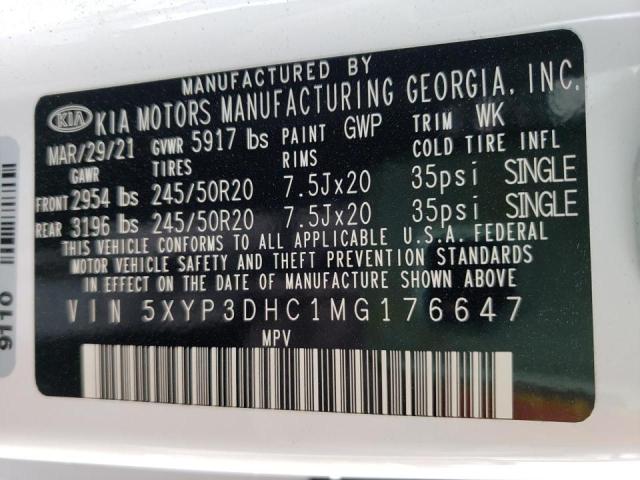 MANUFACTURED BY
KIA KIA MOTORS MANUFACTURING GEORGIA, INC.
MAR/29/21 GVWR 5917 lbs PAINT GWP TRIM WK
GAWR TIRES RIMS COLD TIRE INFL
FRONT 2954 lbs 245/50R20 7.5Jx20 35psi SINGLE
REAR 3196 lbs 245/50R20 7.5Jx20 35psi SINGLE
THIS VEHICLE CONFORMS TO ALL APPLICABLE U.S.A. FEDERAL
MOTOR VEHICLE SAFETY AND THEFT PREVENTION STANDARDS
IN EFFECT ON THE DATE OF MANUFACTURE SHOWN ABOVE.
VIN 5XYP3DHC1MG176647
MPV
9110